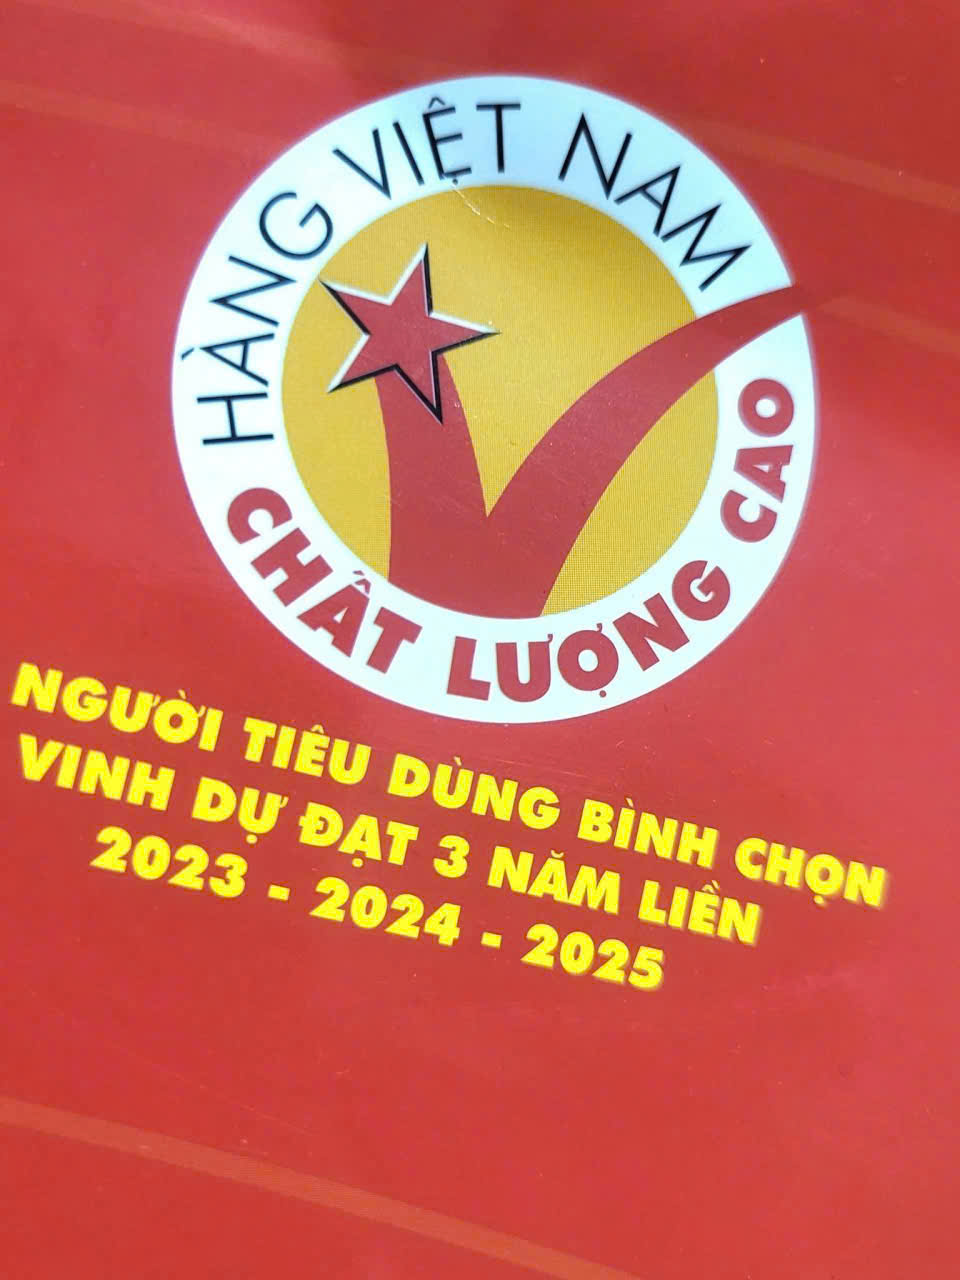 HÀNG VIỆT NAM
CHẤT LƯỢNG CAO
NGƯỜI TIÊU DÙNG BÌNH CHỌN
VINH DỰ ĐẠT 3 NĂM LIỀN
2023 - 2024 - 2025